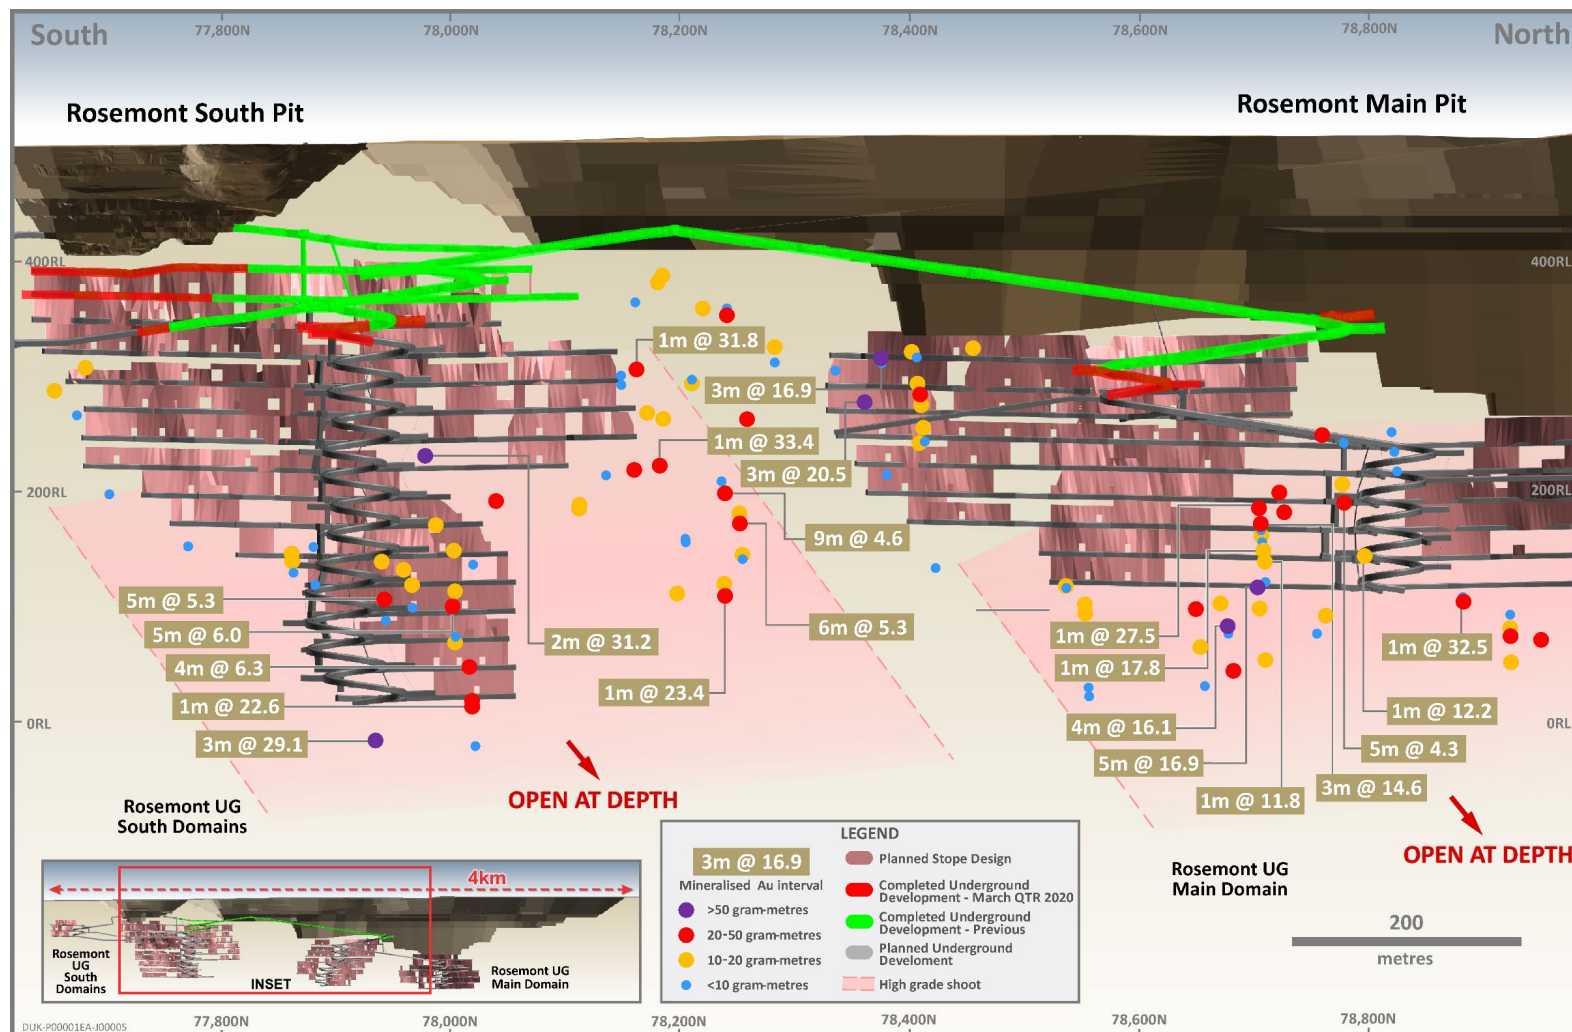 77,800N
78,000N
78,200N
78,400N
78,600N
78,800N
South
North
Rosemont South Pit
Rosemont Main Pit
400RL
400RL
1m @ 31.8
3m @ 16.9
1m @ 33.4
3m @ 20.5
200RL
200RL
9m @ 4.6
5m @ 5.3
5m @ 6.0
2m @ 31.2
6m @ 5.3
1m @ 27.5
1m @ 32.5
4m @ 6.3
1m @ 17.8
1m @ 23.4
1m @ 22.6
1m @ 12.2
0RL
0RL
4m @ 16.1
3m @ 29.1
5m @ 4.3
5m @ 16.9
3m @ 14.6
1m @ 11.8
OPEN AT DEPTH
OPEN AT DEPTH
Rosemont UG
South Domains
Rosemont UG
Main Domain
LEGEND
3m @ 16.9
Mineralised Au interval
>50 gram-metres
20-50 gram-metres
10-20 gram-metres
<10 gram-metres
Planned Stope Design
Completed Underground
Development - March QTR 2020
Completed Underground
Development - Previous
Planned Underground
Develoment
High grade shoot
200
metres
4km
Rosemont
UG
South
Domains
INSET
Rosemont UG
Main Domain
DUK-P00001EA-J00005
77,800N
78,000N
78,200N
78,400N
78,600N
78,800N